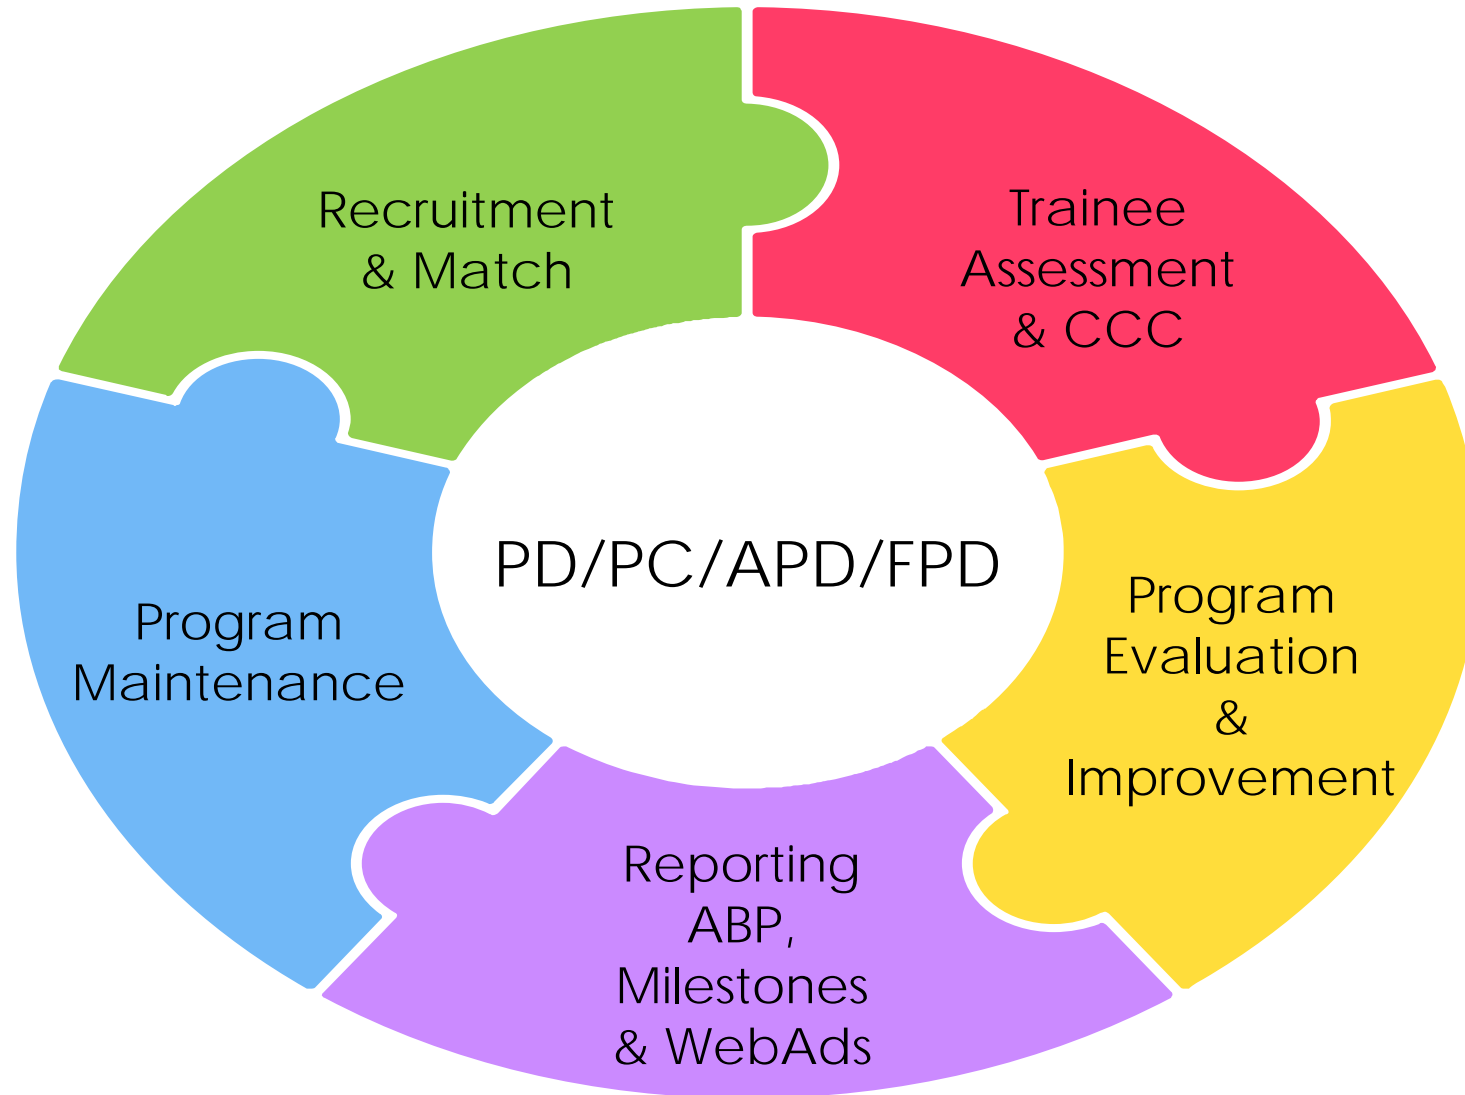 Recruitment
& Match
Trainee
Assessment
& CCC
PD/PC/APD/FPD
Program
Maintenance
Program
Evaluation
&
Improvement
Reporting
ABP,
Milestones
& WebAds